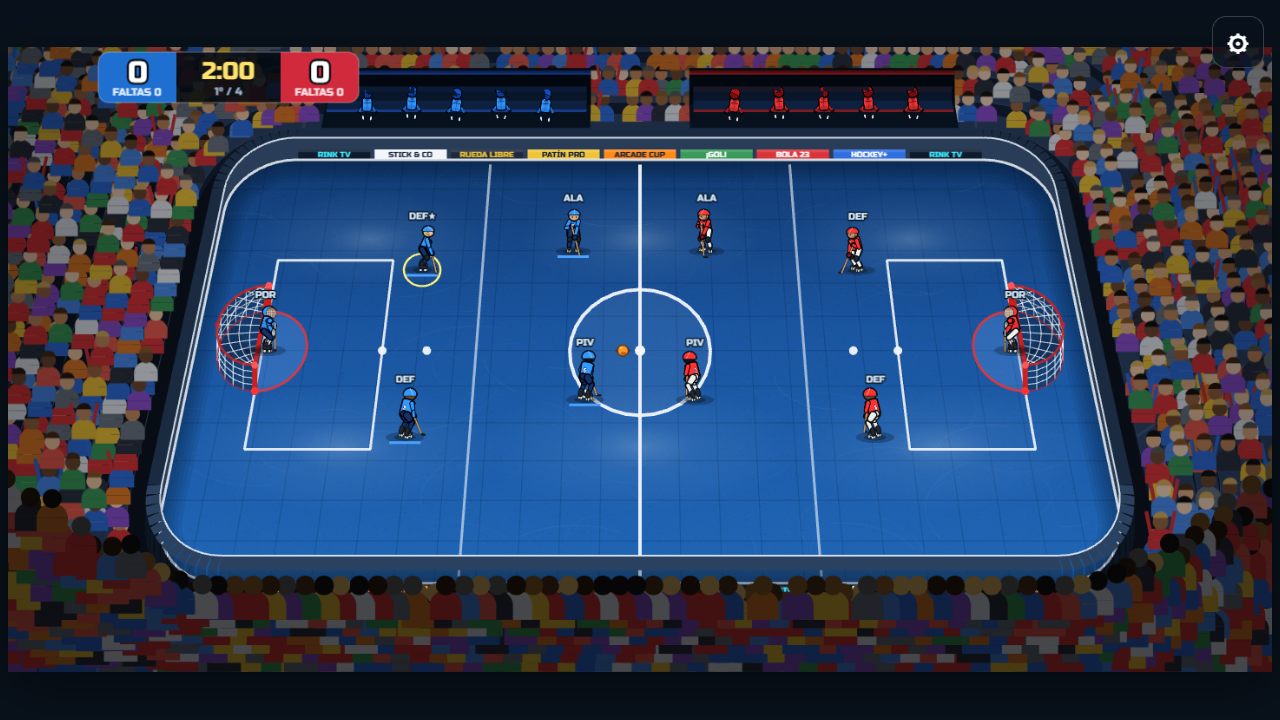 0 2:00 0
FALTAS 0 1º / 4 FALTAS 0
RINK TV STICK & CO RUEDA LIBRE PATÍN PRO ARCADE CUP ¡GOL! BOLA 23 HOCKEY+ RINK TV
ALA ALA
DEF★ DEF
POR POR
PIV PIV
DEF DEF